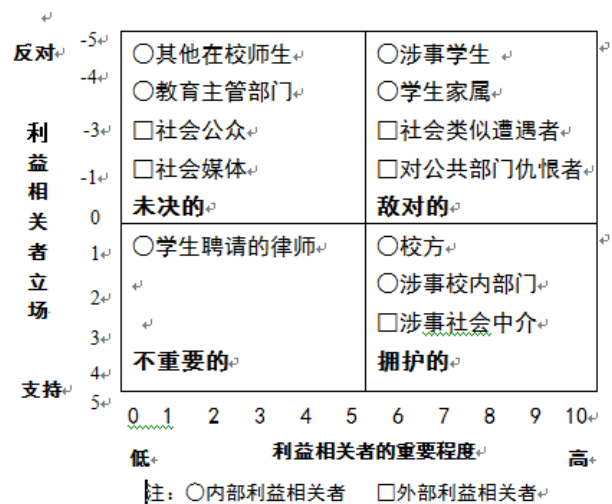 反对
-5
-4
-3
-1
0
1
2
3
4
5
利益相关者立场
支持
○其他在校师生
○教育主管部门
□社会公众
□社会媒体
未决的
○涉事学生
○学生家属
□社会类似遭遇者
□对公共部门仇恨者
敌对的
○学生聘请的律师
不重要的
○校方
○涉事校内部门
□涉事社会中介
拥护的
0 1 2 3 4 5 6 7 8 9 10
低 利益相关者的重要程度 高
注：○内部利益相关者 □外部利益相关者